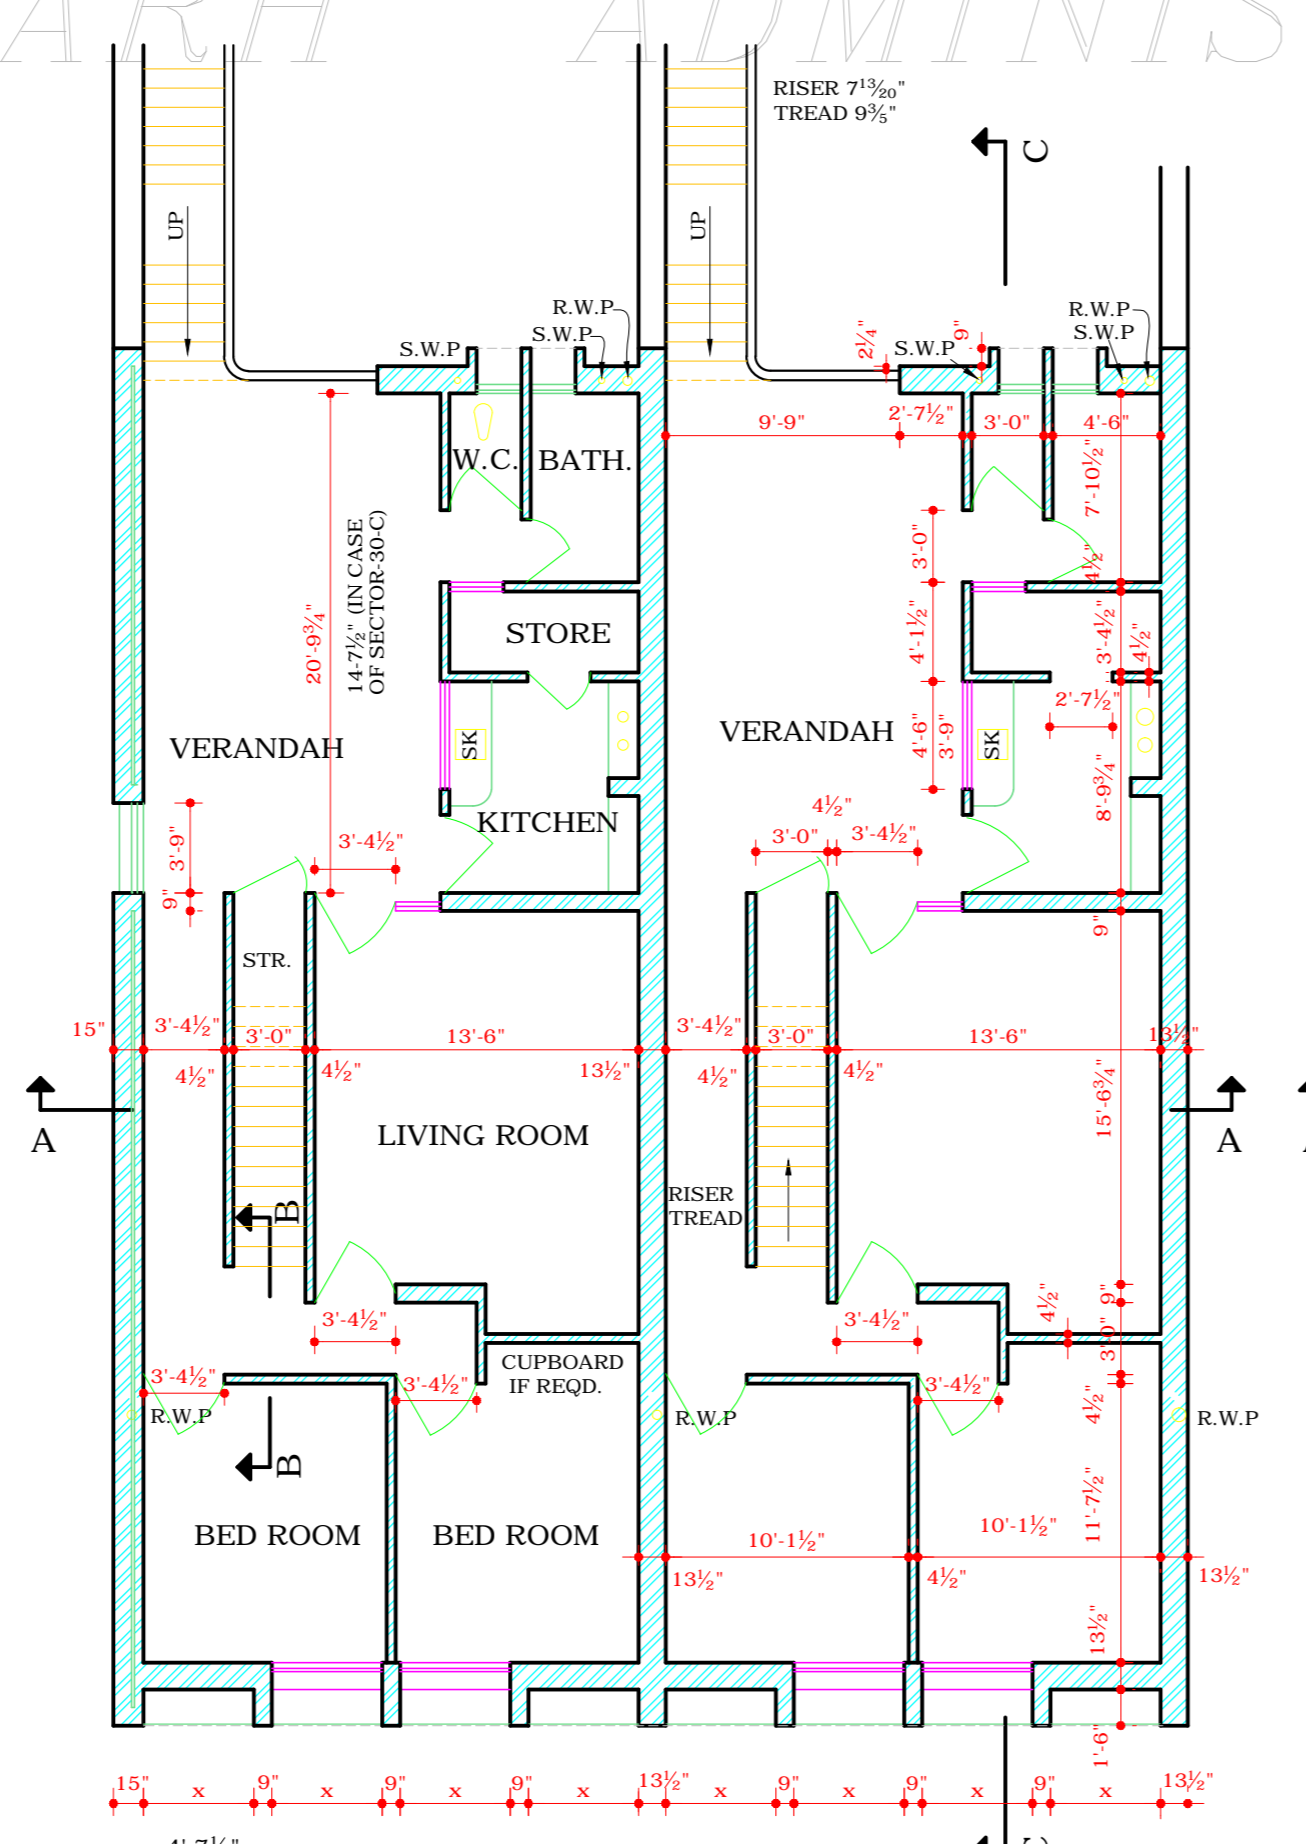 ARH ADMINIS
RISER 7¹³⁄₂₀"
TREAD 9⅗"
C
UP
UP
R.W.P
S.W.P
S.W.P
2¼"
9"
S.W.P
R.W.P
S.W.P
9'-9"
2'-7½"
3'-0"
4'-6"
W.C.
BATH.
7'-10½"
14-7½" (IN CASE
OF SECTOR-30-C)
20'-9¾"
3'-0"
4½"
STORE
4'-1½"
3'-4½"
4½"
VERANDAH
SK
VERANDAH
4'-6"
3'-9"
SK
2'-7½"
8'-9¾"
KITCHEN
3'-9"
3'-4½"
4½"
3'-0"
3'-4½"
9"
9"
STR.
15"
3'-4½"
3'-0"
13'-6"
3'-4½"
3'-0"
13'-6"
13½"
4½"
4½"
13½"
4½"
4½"
15'-6¾"
A
LIVING ROOM
A
B
RISER
TREAD
3'-4½"
3'-4½"
4½"
9"
3'-0"
3'-4½"
3'-4½"
CUPBOARD
IF REQD.
3'-4½"
4½"
R.W.P
R.W.P
R.W.P
B
BED ROOM
BED ROOM
10'-1½"
10'-1½"
11'-7½"
13½"
4½"
13½"
13½"
1'-6"
15" x 9" x 9" x 9" x 13½" x 9" x 9" x 9" x 13½"
4'-7½"